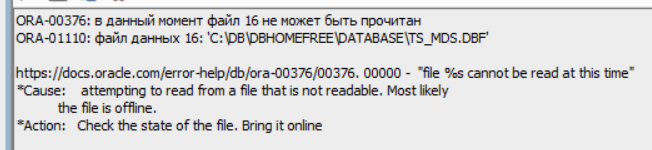 ORA-00376: в данный момент файл 16 не может быть прочитан
ORA-01110: файл данных 16: 'C:\DB\DBHOMEFREE\DATABASE\TS_MDS.DBF'
https://docs.oracle.com/error-help/db/ora-00376/00376. 00000 - "file %s cannot be read at this time"
*Cause: attempting to read from a file that is not readable. Most likely
the file is offline.
*Action: Check the state of the file. Bring it online